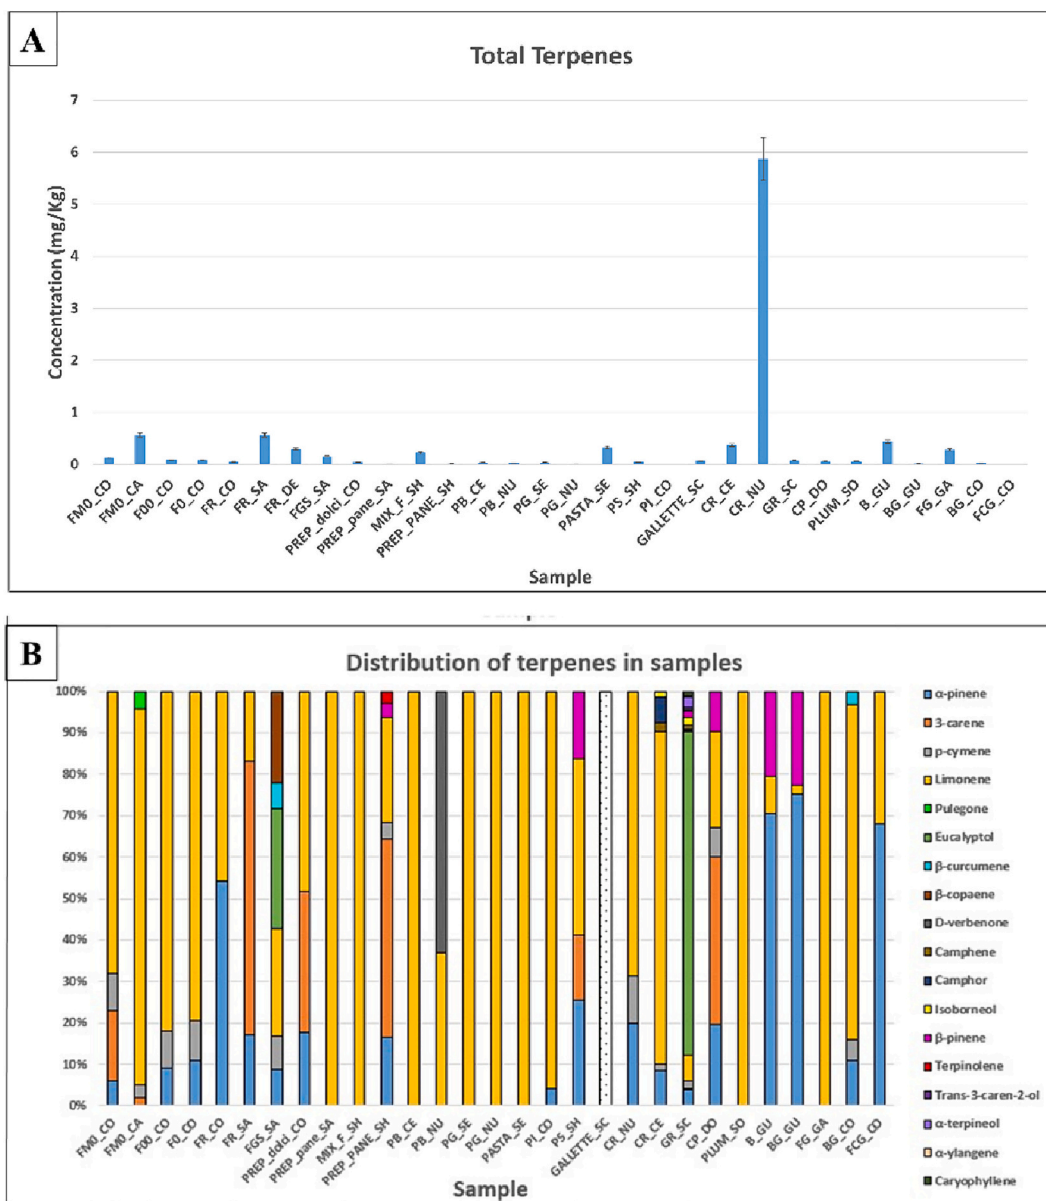 A
Total Terpenes
Concentration (mg/Kg)
7
6
5
4
3
2
1
0
FM0_CO
FM0_CA
F00_CO
F0_CO
FR_CO
FR_SA
FR_DE
FGS_SA
PREP_dolci_CO
PREP_pane_SA
MIX_F_SH
PREP_PANE_SH
PB_CE
PB_NU
PG_SE
PG_NU
PASTA_SE
PS_SH
PI_CO
GALLETTE_SC
CR_CE
CR_NU
GR_SC
CP_DO
PLUM_SO
B_GU
BG_GU
FG_GA
BG_CO
FCG_CO
Sample
B
Distribution of terpenes in samples
100%
90%
80%
70%
60%
50%
40%
30%
20%
10%
0%
FM0_CO
FM0_CA
F00_CO
F0_CO
FR_CO
FR_SA
FGS_SA
PREP_dolci_CO
PREP_pane_SA
MIX_F_SH
PREP_PANE_SH
PB_CE
PB_NU
PG_SE
PG_NU
PASTA_SE
PI_CO
PS_SH
GALLETTE_SC
CR_NU
CR_CE
GR_SC
CP_DO
PLUM_SO
B_GU
BG_GU
FG_GA
BG_CO
FCG_CO
Sample
α-pinene
3-carene
p-cymene
Limonene
Pulegone
Eucalyptol
β-curcumene
β-copaene
D-verbenone
Camphene
Camphor
Isoborneol
β-pinene
Terpinolene
Trans-3-caren-2-ol
α-terpineol
α-ylangene
Caryophyllene